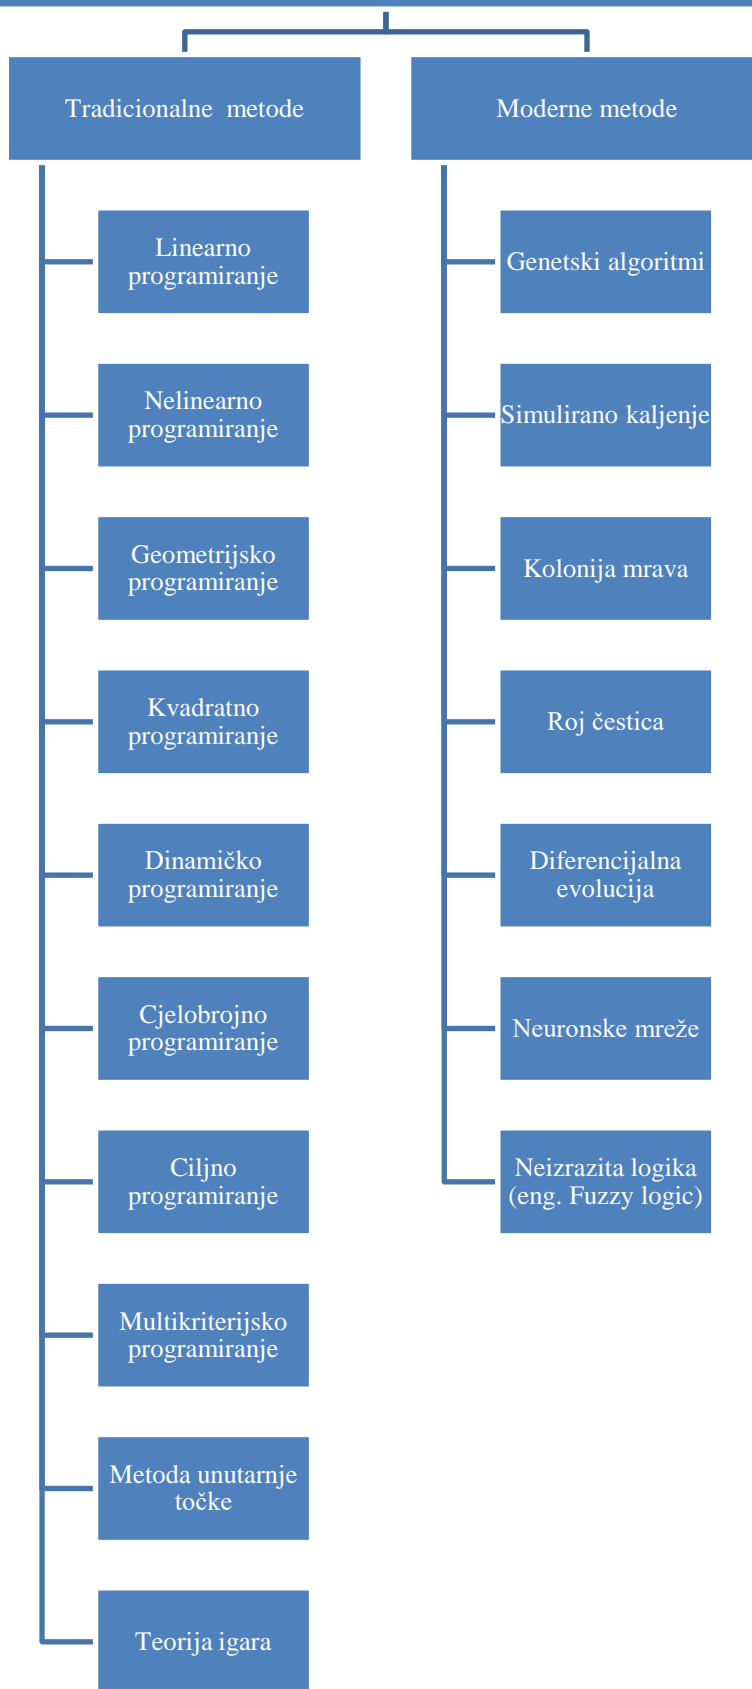 Tradicionalne metode
Moderne metode
Linearno
programiranje
Nelinearno
programiranje
Geometrijsko
programiranje
Kvadratno
programiranje
Dinamičko
programiranje
Cjelobrojno
programiranje
Ciljno
programiranje
Multikriterijsko
programiranje
Metoda unutarnje
točke
Teorija igara
Genetski algoritmi
Simulirano kaljenje
Kolonija mrava
Roj čestica
Diferencijalna
evolucija
Neuronske mreže
Neizrazita logika
(eng. Fuzzy logic)